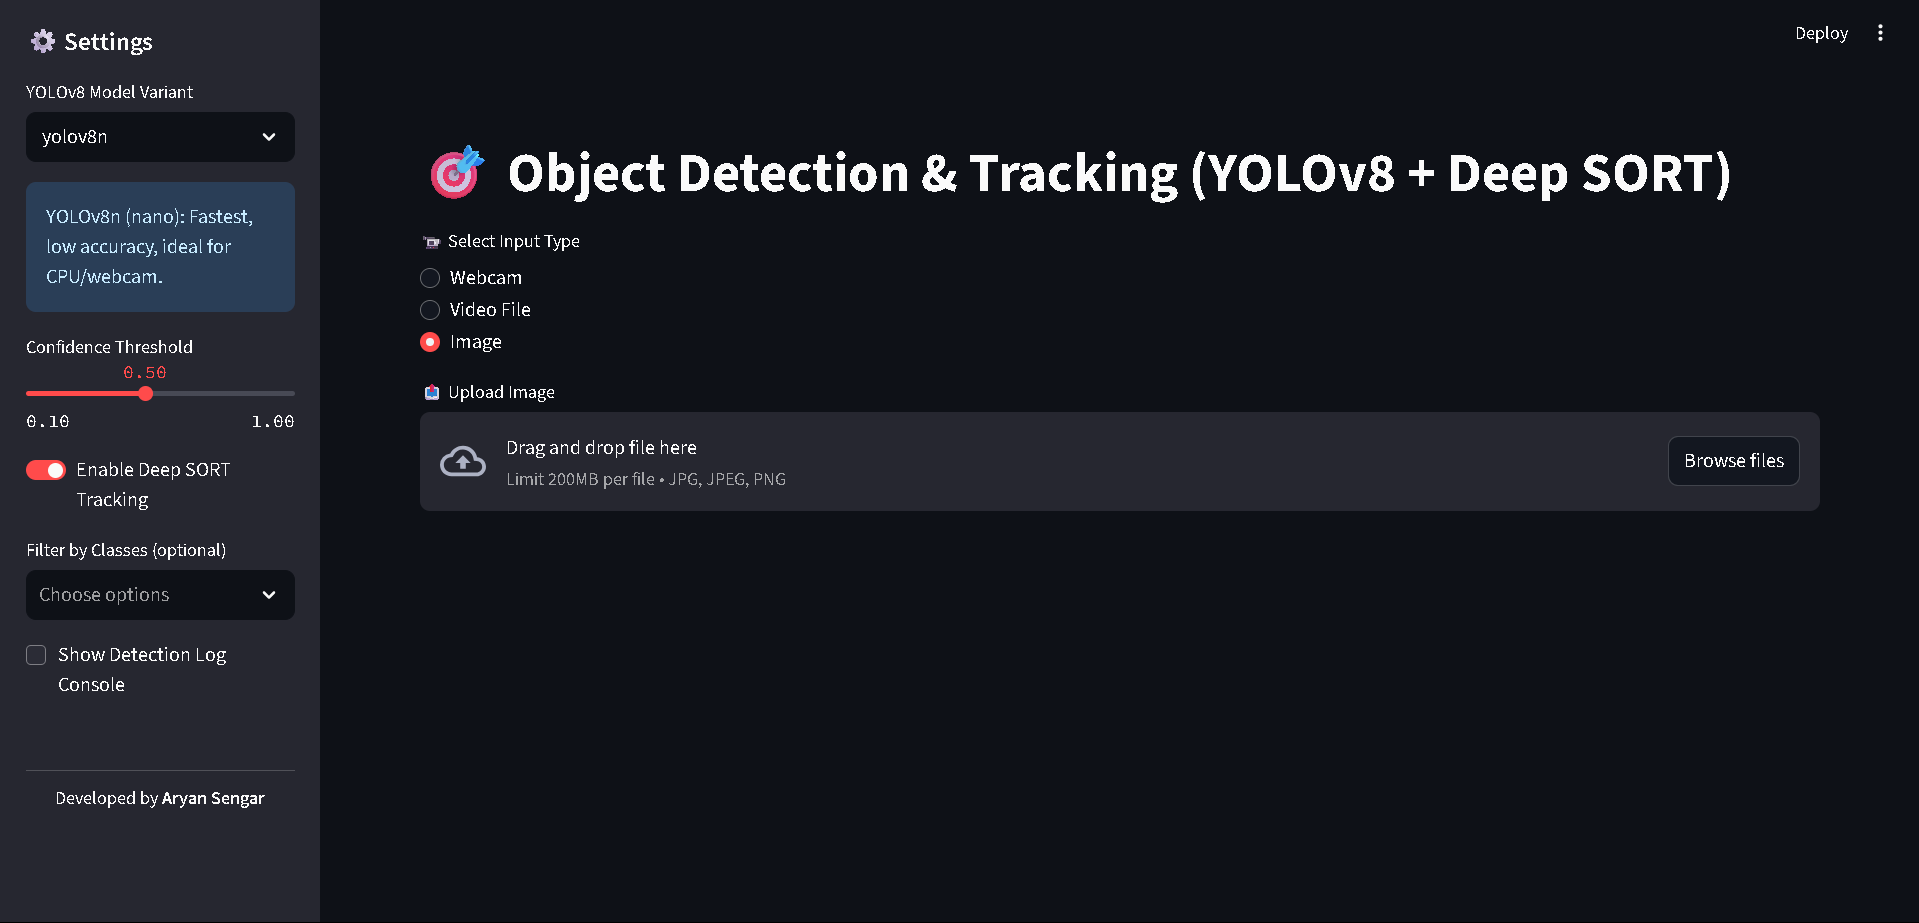 Settings
YOLOv8 Model Variant
yolov8n
YOLOv8n (nano): Fastest,
low accuracy, ideal for
CPU/webcam.
Confidence Threshold
0.50
0.10 1.00
Enable Deep SORT
Tracking
Filter by Classes (optional)
Choose options
Show Detection Log
Console
Developed by Aryan Sengar
Deploy
Object Detection & Tracking (YOLOv8 + Deep SORT)
Select Input Type
Webcam
Video File
Image
Upload Image
Drag and drop file here
Limit 200MB per file • JPG, JPEG, PNG
Browse files